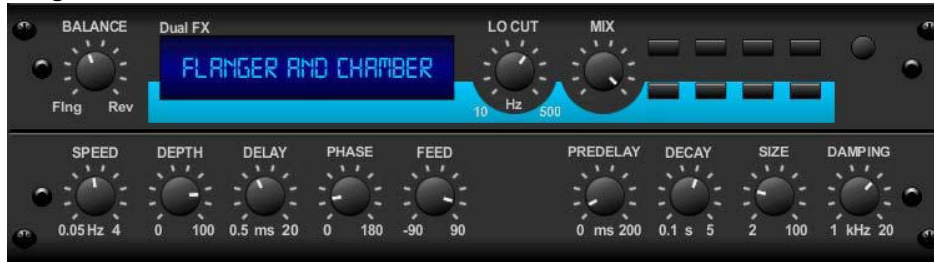 BALANCE Dual FX LO CUT MIX
FLANGER AND CHAMBER
Flng Rev 10 Hz 500
SPEED DEPTH DELAY PHASE FEED PREDELAY DECAY SIZE DAMPING
0.05 Hz 4 0 100 0.5 ms 20 0 180 -90 90 0 ms 200 0.1 s 5 2 100 1 kHz 20